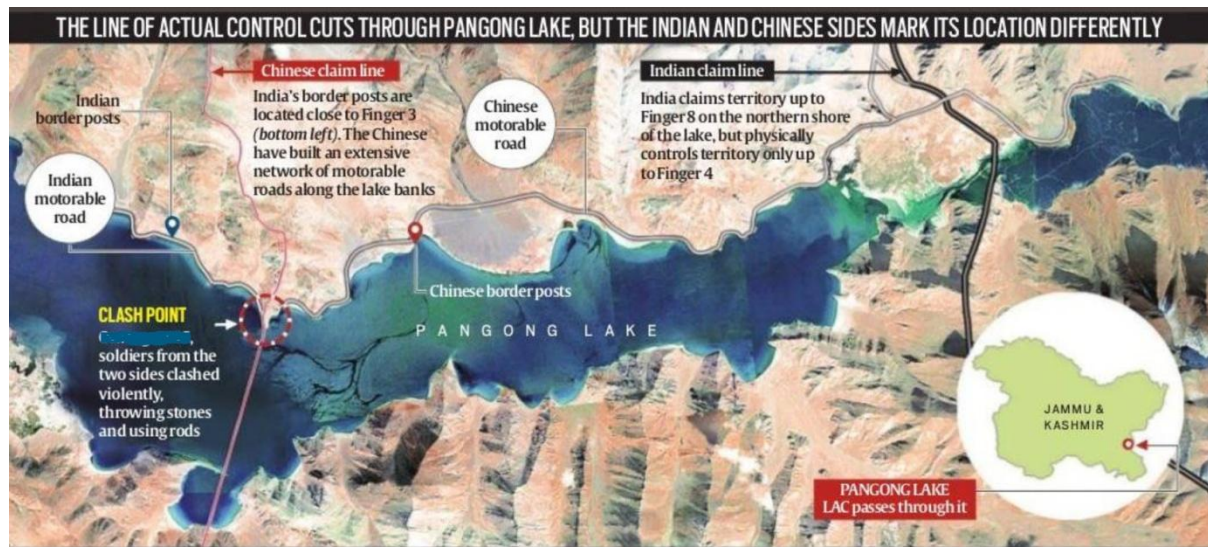 THE LINE OF ACTUAL CONTROL CUTS THROUGH PANGONG LAKE, BUT THE INDIAN AND CHINESE SIDES MARK ITS LOCATION DIFFERENTLY
Indian
border posts
Indian
motorable
road
Chinese claim line
India's border posts are
located close to Finger 3
(bottom left). The Chinese
have built an extensive
network of motorable
roads along the lake banks
Chinese
motorable
road
Indian claim line
India claims territory up to
Finger 8 on the northern shore
of the lake, but physically
controls territory only up
to Finger 4
Chinese border posts
PANGONG LAKE
CLASH POINT
soldiers from the
two sides clashed
violently,
throwing stones
and using rods
JAMMU &
KASHMIR
PANGONG LAKE
LAC passes through it